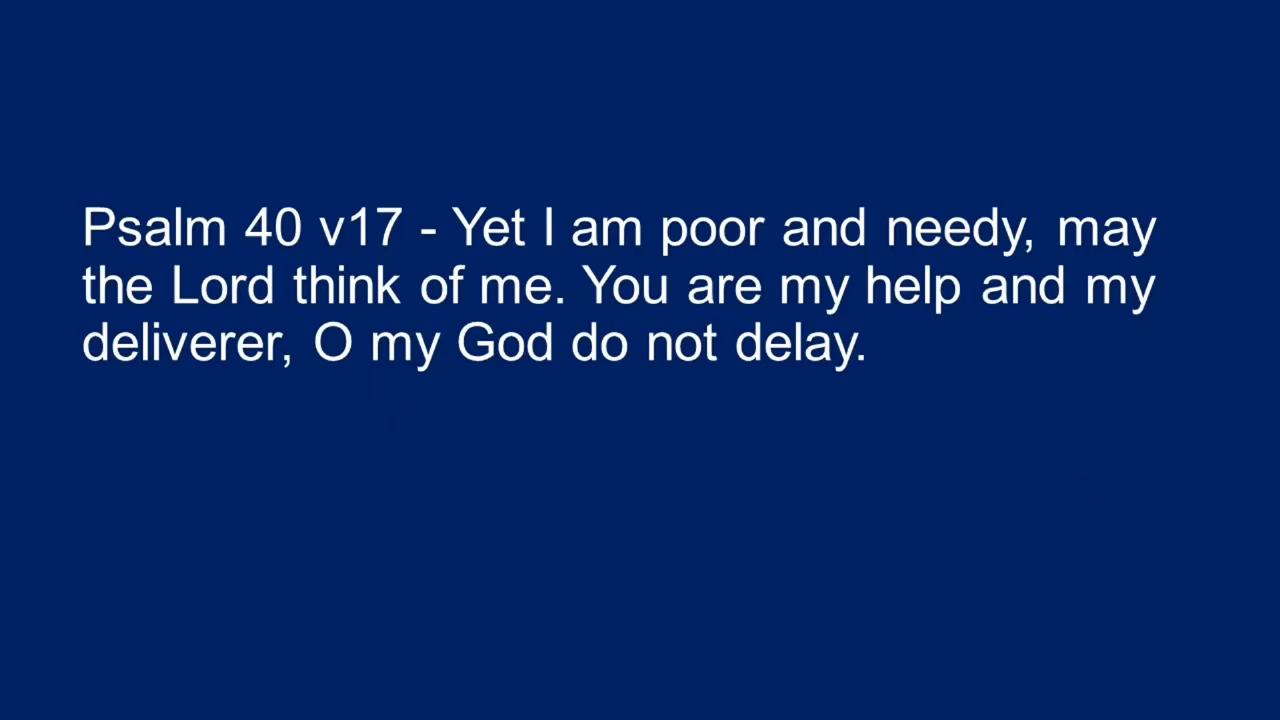 Psalm 40 v17 - Yet I am poor and needy, may
the Lord think of me. You are my help and my
deliverer, O my God do not delay.